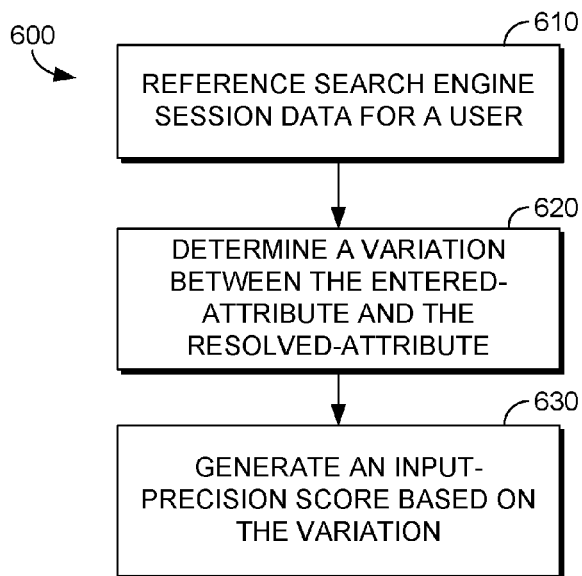 600
610
REFERENCE SEARCH ENGINE
SESSION DATA FOR A USER
620
DETERMINE A VARIATION
BETWEEN THE ENTERED-
ATTRIBUTE AND THE
RESOLVED-ATTRIBUTE
630
GENERATE AN INPUT-
PRECISION SCORE BASED ON
THE VARIATION